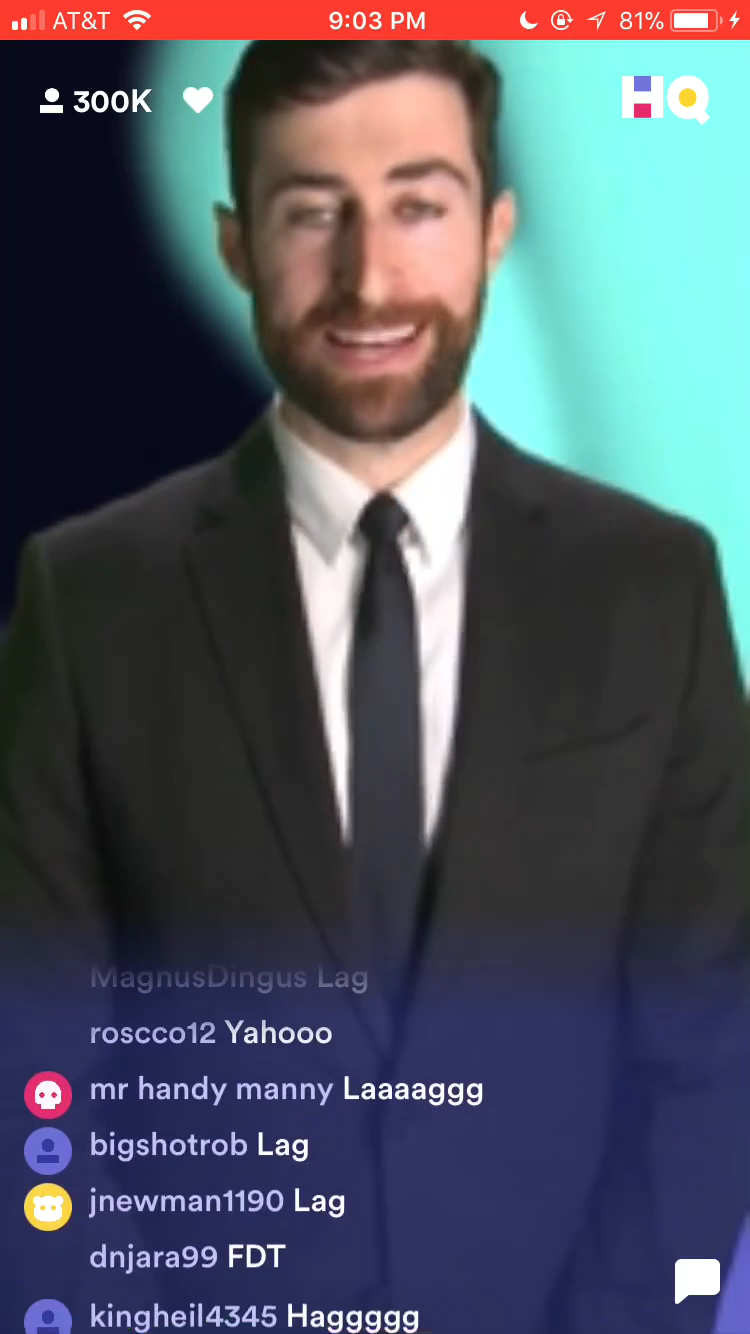 AT&T 9:03 PM 81%
300K HQ
MagnusDingus Lag
roscco12 Yahooo
mr handy manny Laaaaggg
bigshotrob Lag
jnewman1190 Lag
dnjara99 FDT
kingheil4345 Haggggg